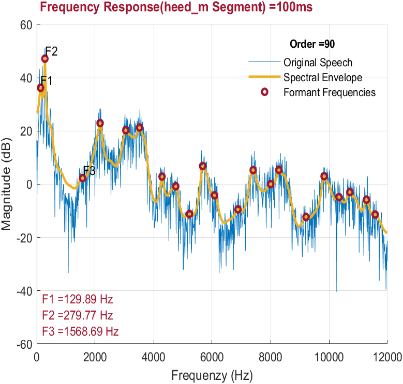 Frequency Response(heed_m Segment) =100ms
Order =90
Original Speech
Spectral Envelope
Formant Frequencies
F2
F1
F3
60
40
20
0
-20
-40
-60
Magnitude (dB)
F1 =129.89 Hz
F2 =279.77 Hz
F3 =1568.69 Hz
0
2000
4000
6000
8000
10000
12000
Frequenzy (Hz)